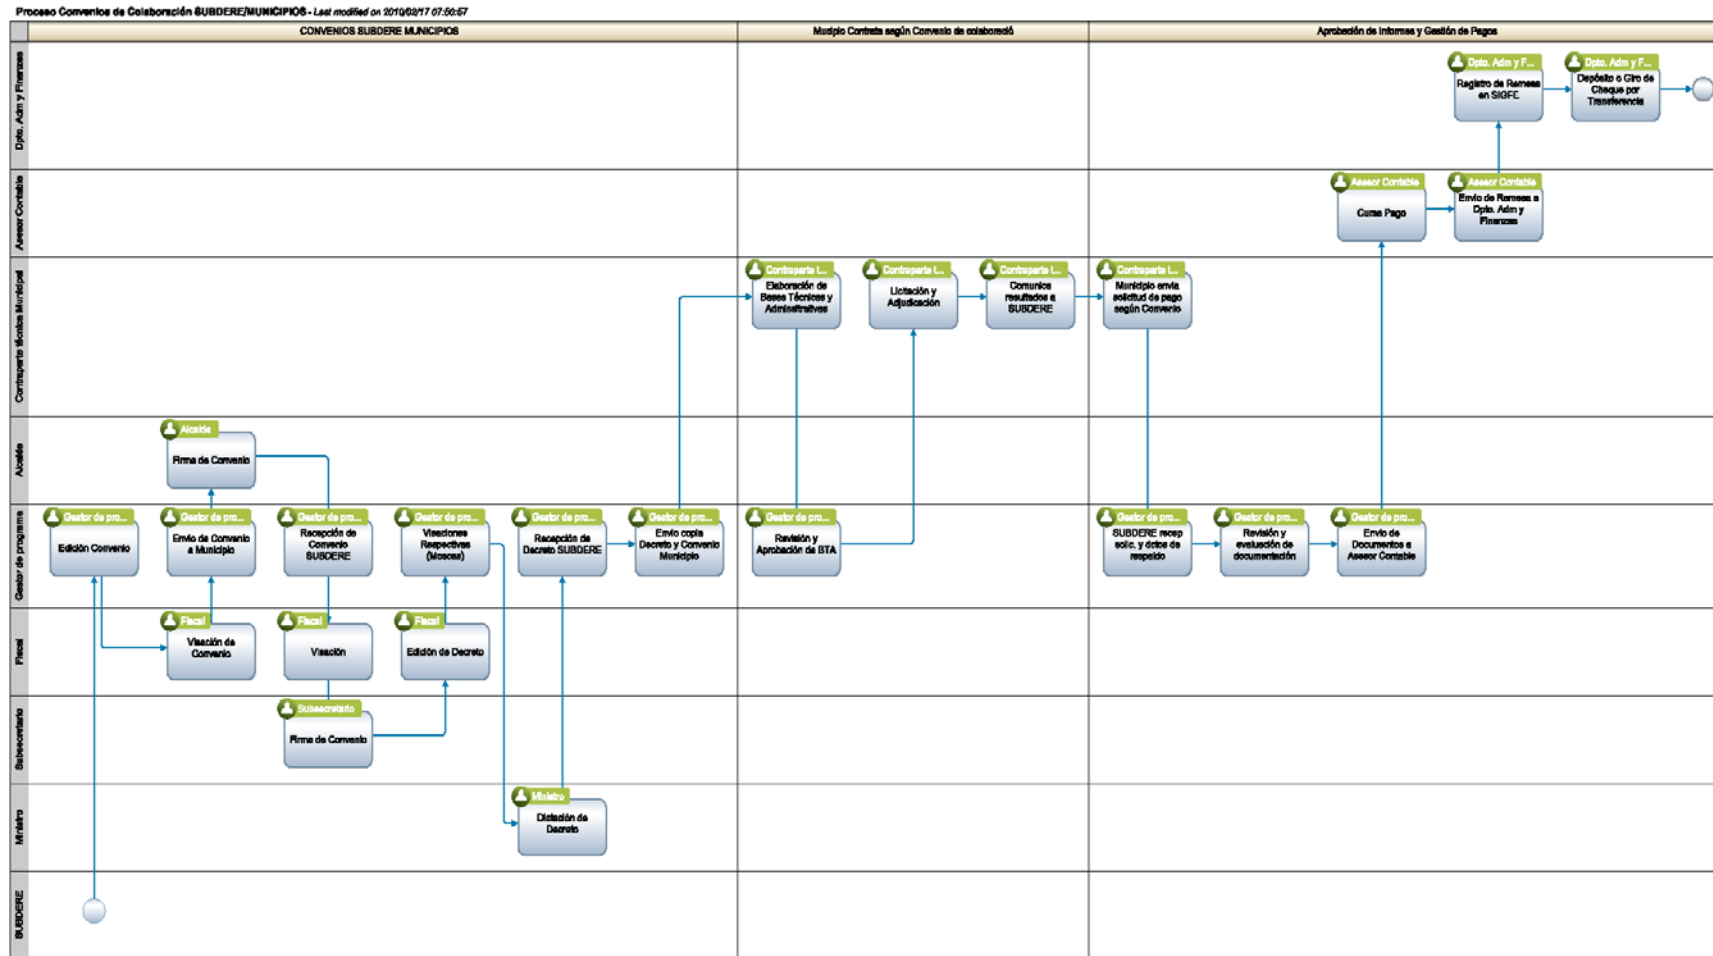 Proceso Convenios de Colaboración SUBDERE/MUNICIPIOS - Last modified on 2010/02/17 07:50:57
CONVENIOS SUBDERE MUNICIPIOS
Muciplo Contrata según Convenio de colaboració
Aprobación de Informes y Gestión de Pagos
Dpto. Adm y Finanzas
Dpto. Adm y F...
Registro de Remesa
en SIGFE
Dpto. Adm y F...
Depósito o Giro de
Cheque por
Transferencia
Asesor Contable
Asesor Contable
Cursa Pago
Asesor Contable
Envío de Remesa a
Dpto. Adm y
Finanzas
Contraparte técnica Municipal
Contraparte t...
Elaboración de
Bases Técnicas y
Administrativas
Contraparte t...
Licitación y
Adjudicación
Contraparte t...
Comunica
resultados a
SUBDERE
Contraparte t...
Municipio envía
solicitud de pago
según Convenio
Alcalde
Alcalde
Firma de Convenio
Gestor de programa
Gestor de pro...
Edición Convenio
Gestor de pro...
Envío de Convenio
a Municipio
Gestor de pro...
Recepción de
Convenio
SUBDERE
Gestor de pro...
Visaciones
Respectivas
(Moscas)
Gestor de pro...
Recepción de
Decreto SUBDERE
Gestor de pro...
Envío copia
Decreto y Convenio
Municipio
Gestor de pro...
Revisión y
Aprobación de BTA
Gestor de pro...
SUBDERE recep
solic. y dctos de
respaldo
Gestor de pro...
Revisión y
evaluación de
documentación
Gestor de pro...
Envío de
Documentos a
Asesor Contable
Fiscal
Fiscal
Visación de
Convenio
Fiscal
Visación
Fiscal
Edición de Decreto
Subsecretario
Subsecretario
Firma de Convenio
Ministro
Ministro
Dictación de
Decreto
SUBDERE